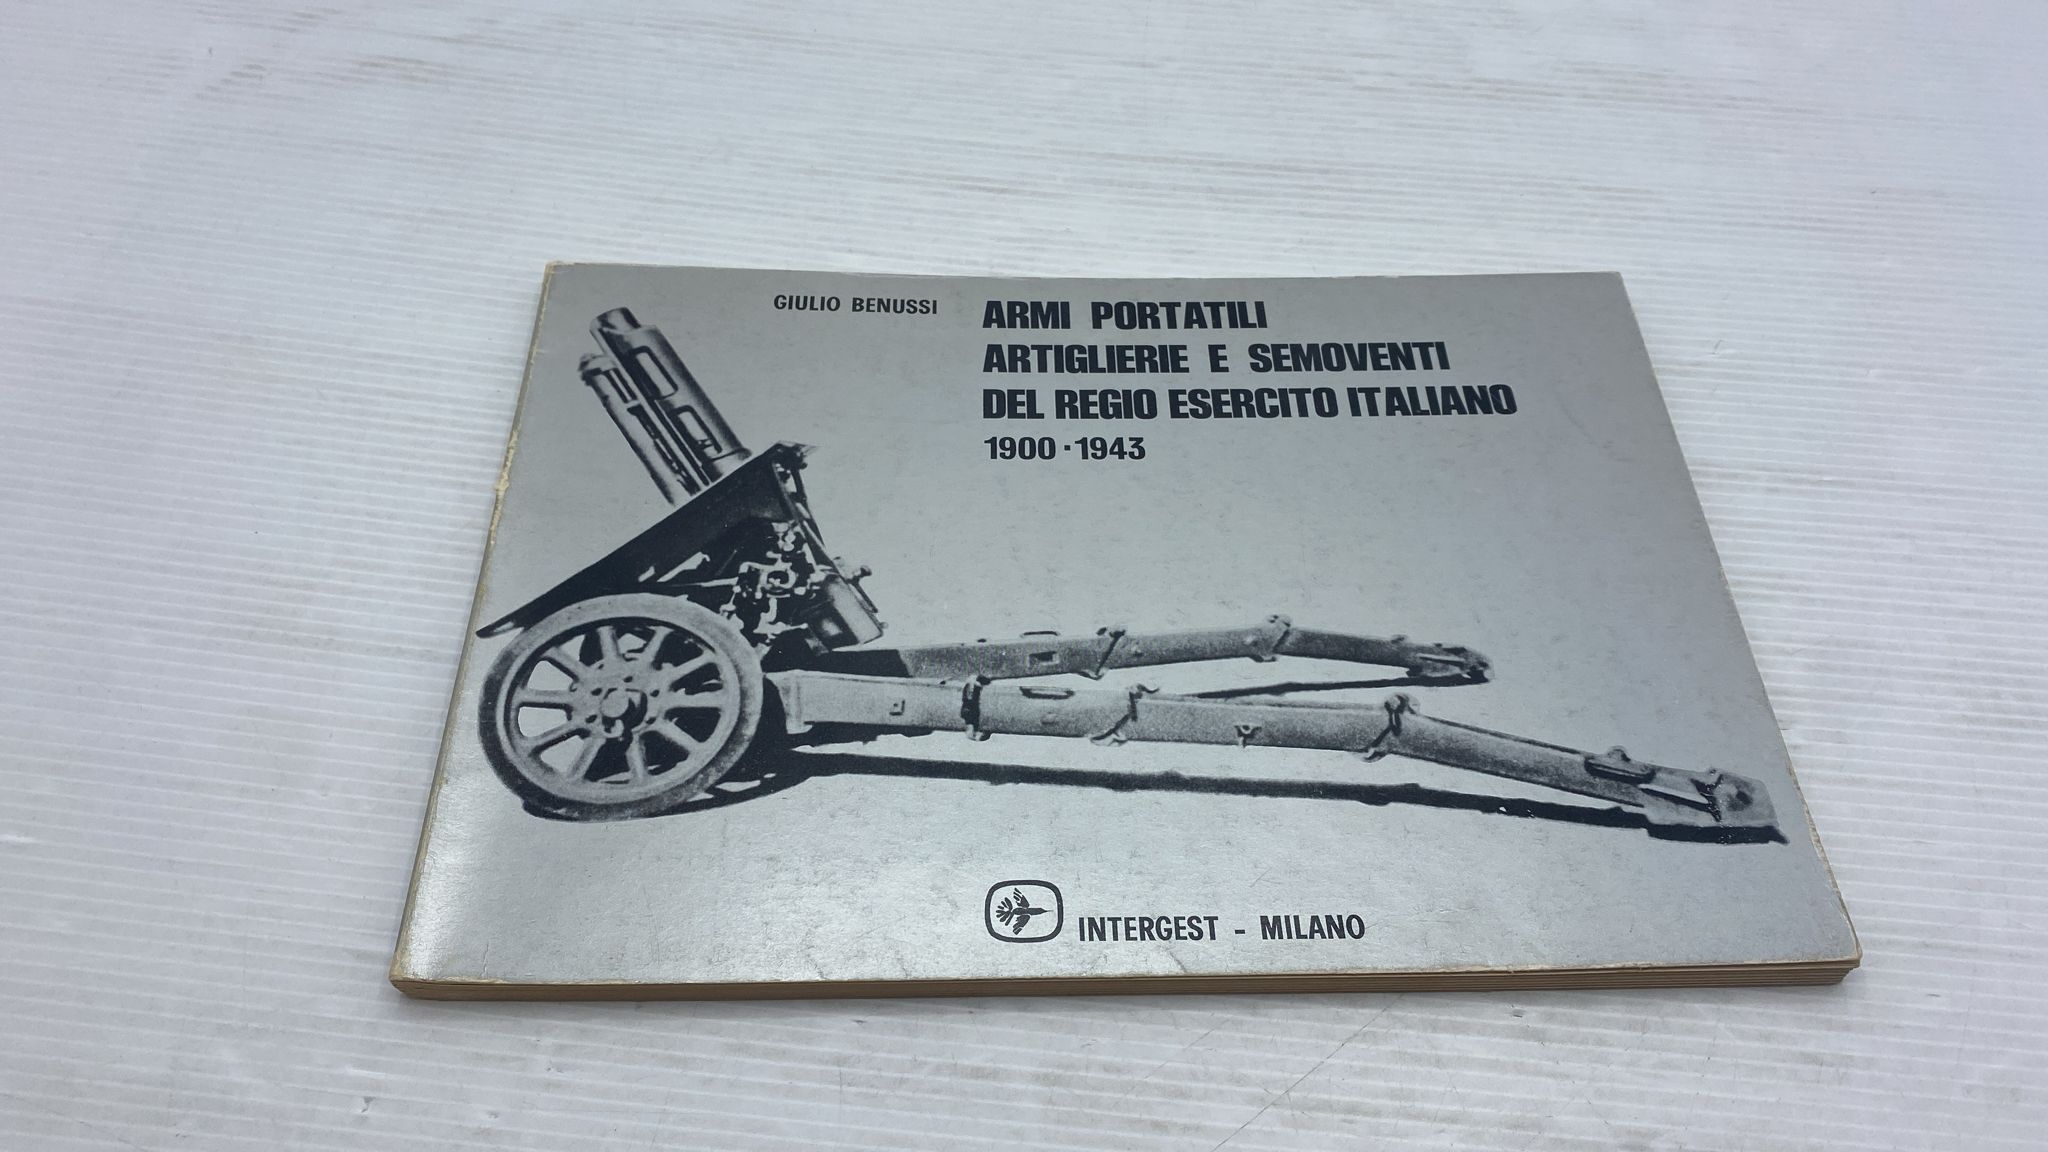 GIULIO BENUSSI
ARMI PORTATILI
ARTIGLIERIE E SEMOVENTI
DEL REGIO ESERCITO ITALIANO
1900·1943
INTERGEST - MILANO